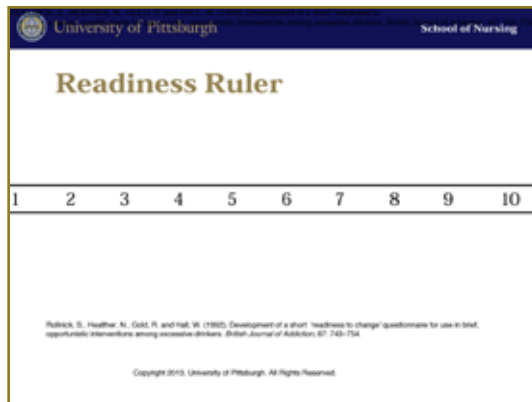 University of Pittsburgh
School of Nursing
Readiness Ruler
1 2 3 4 5 6 7 8 9 10
Rollnick, S., Heather, N., Gold, R. and Hall, W. (1992). Development of a short 'readiness to change' questionnaire for use in brief,
opportunistic interventions among excessive drinkers. British Journal of Addiction, 87: 743-754.
Copyright 2013, University of Pittsburgh. All Rights Reserved.